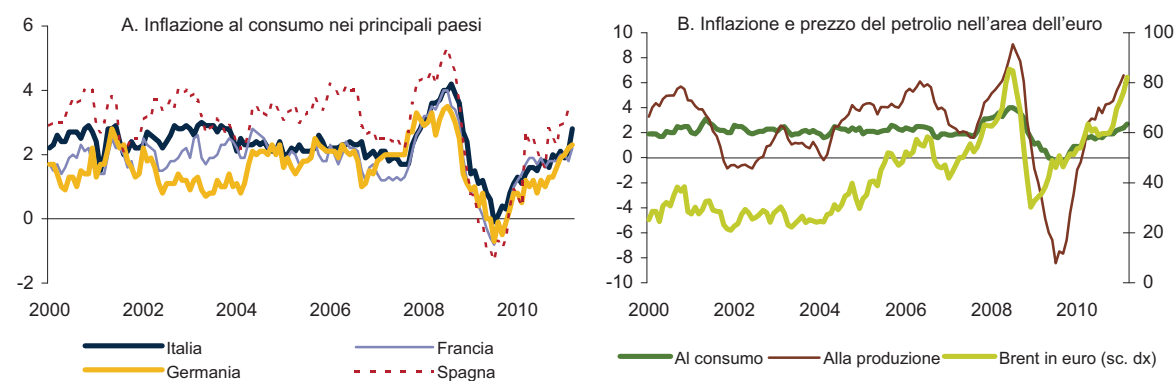 A. Inflazione al consumo nei principali paesi
6
4
2
0
-2
2000 2002 2004 2006 2008 2010
Italia Francia
Germania Spagna
B. Inflazione e prezzo del petrolio nell'area dell'euro
10 100
8
6 80
4
2 60
0
-2
-4 40
-6 20
-8
-10 0
2000 2002 2004 2006 2008 2010
Al consumo Alla produzione Brent in euro (sc. dx)